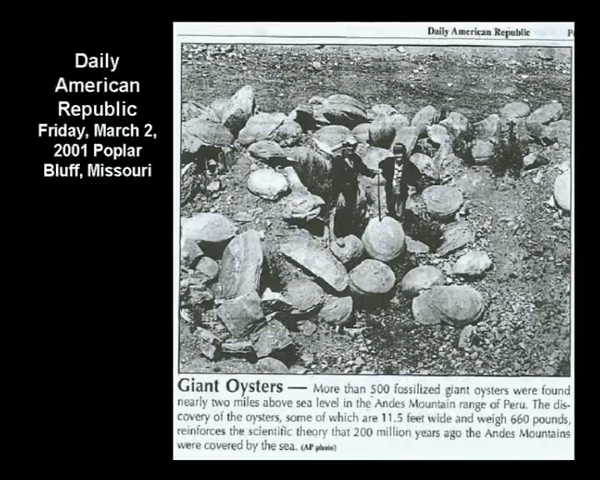 Daily American Republic
Daily
American
Republic
Friday, March 2,
2001 Poplar
Bluff, Missouri
Giant Oysters — More than 500 fossilized giant oysters were found
nearly two miles above sea level in the Andes Mountain range of Peru. The dis-
covery of the oysters, some of which are 11.5 feet wide and weigh 660 pounds,
reinforces the scientific theory that 200 million years ago the Andes Mountains
were covered by the sea. (AP photo)